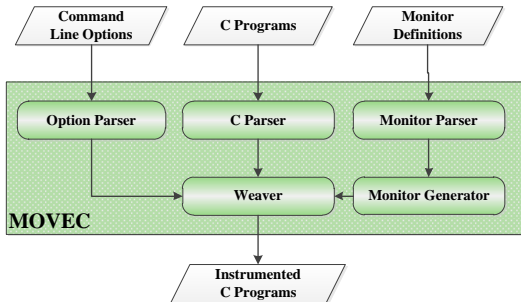 Command
Line Options
C Programs
Monitor
Definitions
Option Parser
C Parser
Monitor Parser
Weaver
Monitor Generator
MOVEC
Instrumented
C Programs